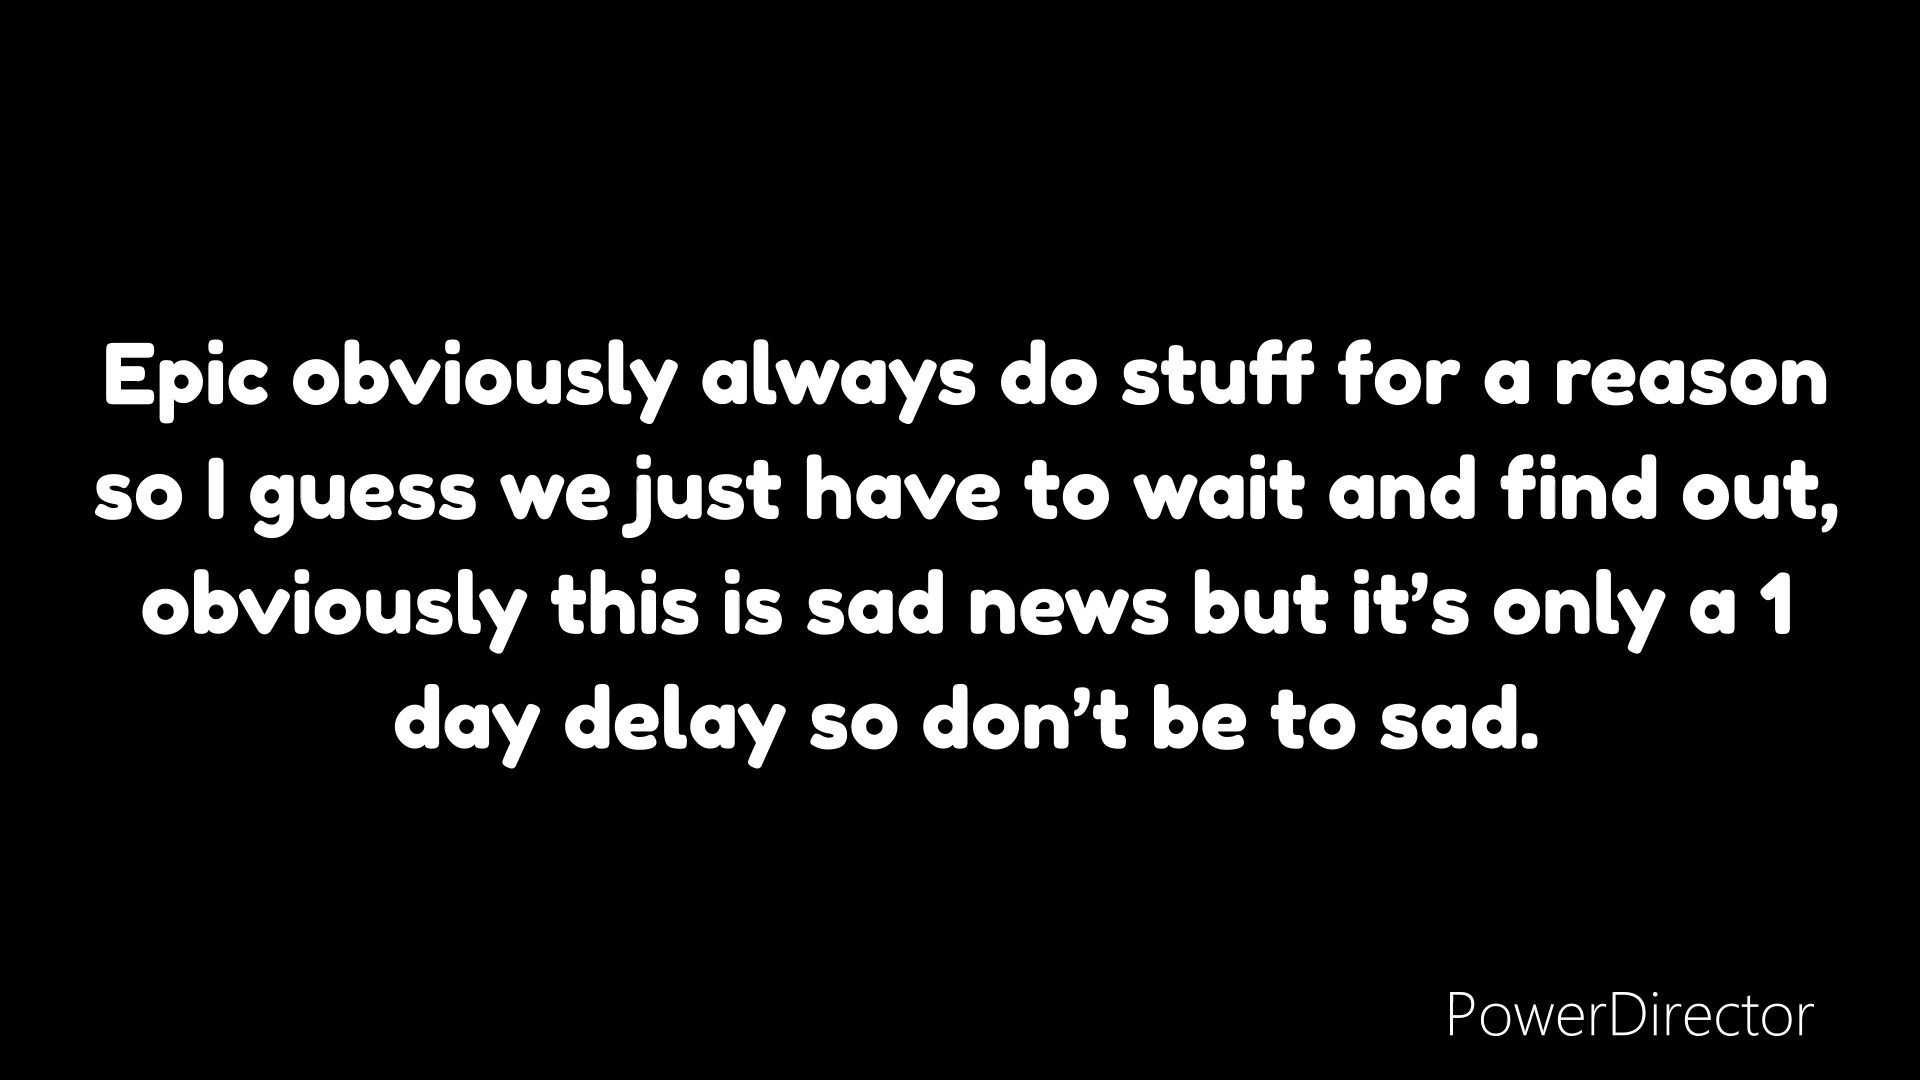 Epic obviously always do stuff for a reason
so I guess we just have to wait and find out,
obviously this is sad news but it’s only a 1
day delay so don’t be to sad.
PowerDirector